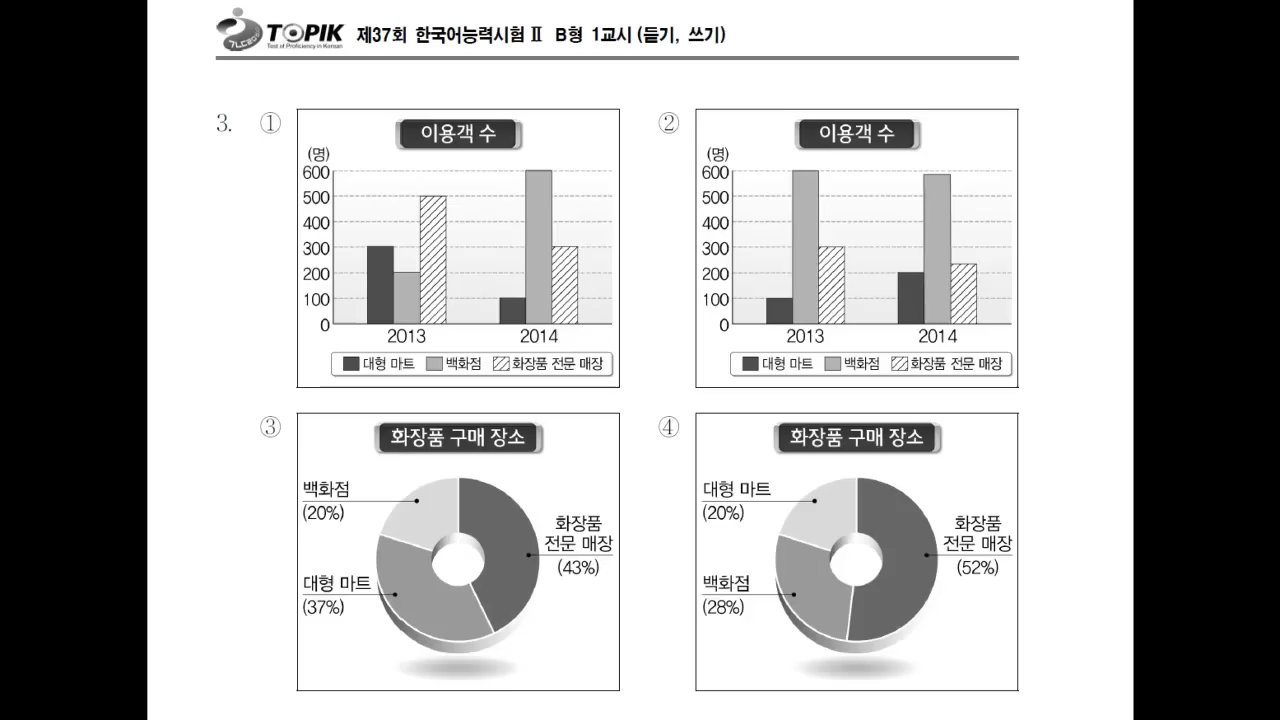 TOPIK
Test of Proficiency in Korean
제37회 한국어능력시험 Ⅱ B형 1교시 (듣기, 쓰기)
3.
①
이용객 수
(명)
600
500
400
300
200
100
0
2013
2014
대형 마트 백화점 화장품 전문 매장
②
이용객 수
(명)
600
500
400
300
200
100
0
2013
2014
대형 마트 백화점 화장품 전문 매장
③
화장품 구매 장소
백화점
(20%)
화장품
전문 매장
(43%)
대형 마트
(37%)
④
화장품 구매 장소
대형 마트
(20%)
화장품
전문 매장
(52%)
백화점
(28%)